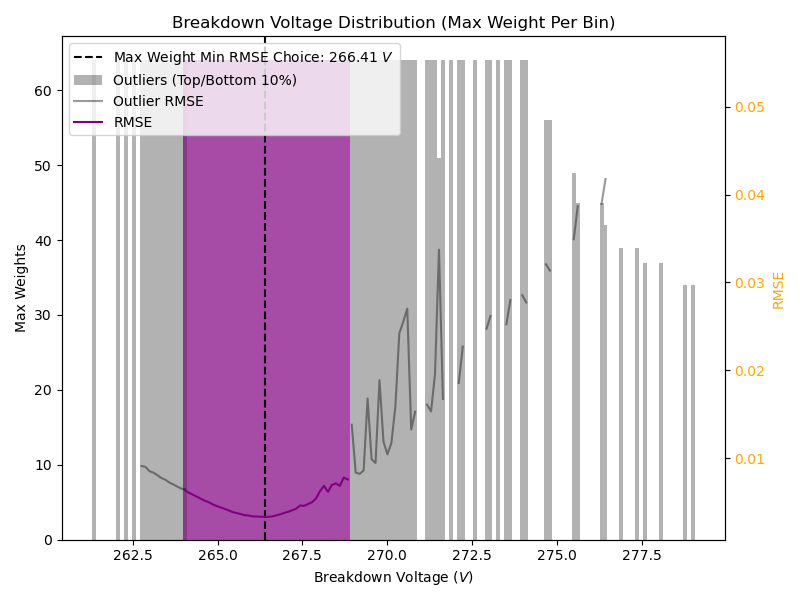 Breakdown Voltage Distribution (Max Weight Per Bin)
Max Weight Min RMSE Choice: 266.41 V
Outliers (Top/Bottom 10%)
Outlier RMSE
RMSE
Max Weights
60
50
40
30
20
10
0
0.05
0.04
0.03
0.02
0.01
RMSE
262.5 265.0 267.5 270.0 272.5 275.0 277.5
Breakdown Voltage (V)